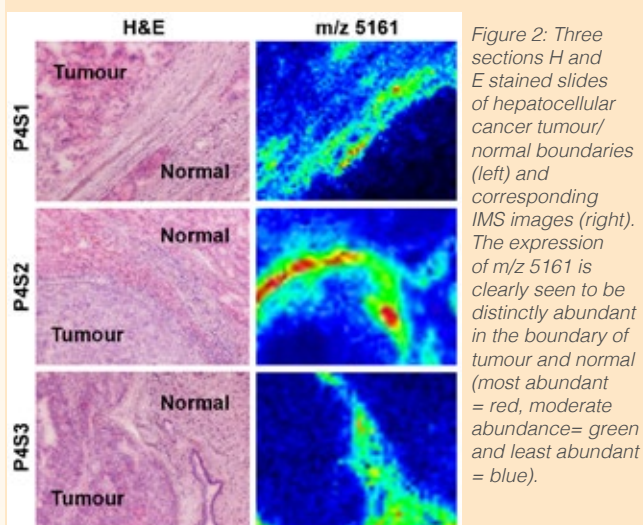 H&E
m/z 5161
P4S1
Tumour
Normal
P4S2
Normal
Tumour
P4S3
Normal
Tumour
Figure 2: Three
sections H and
E stained slides
of hepatocellular
cancer tumour/
normal boundaries
(left) and
corresponding
IMS images (right).
The expression
of m/z 5161 is
clearly seen to be
distinctly abundant
in the boundary of
tumour and normal
(most abundant
= red, moderate
abundance= green
and least abundant
= blue).